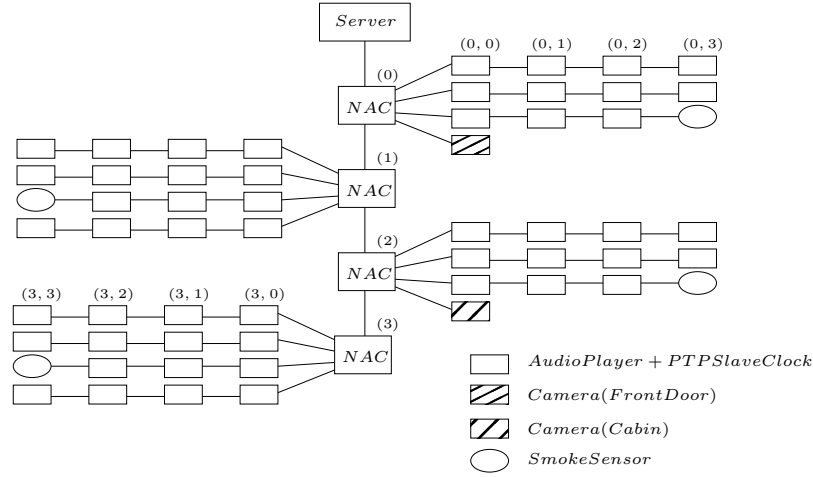 Server
(0, 0) (0, 1) (0, 2) (0, 3)
(0)
NAC
(1)
NAC
(2)
NAC
(3, 3) (3, 2) (3, 1) (3, 0)
(3)
NAC
AudioPlayer + PTPSlaveClock
Camera(FrontDoor)
Camera(Cabin)
SmokeSensor